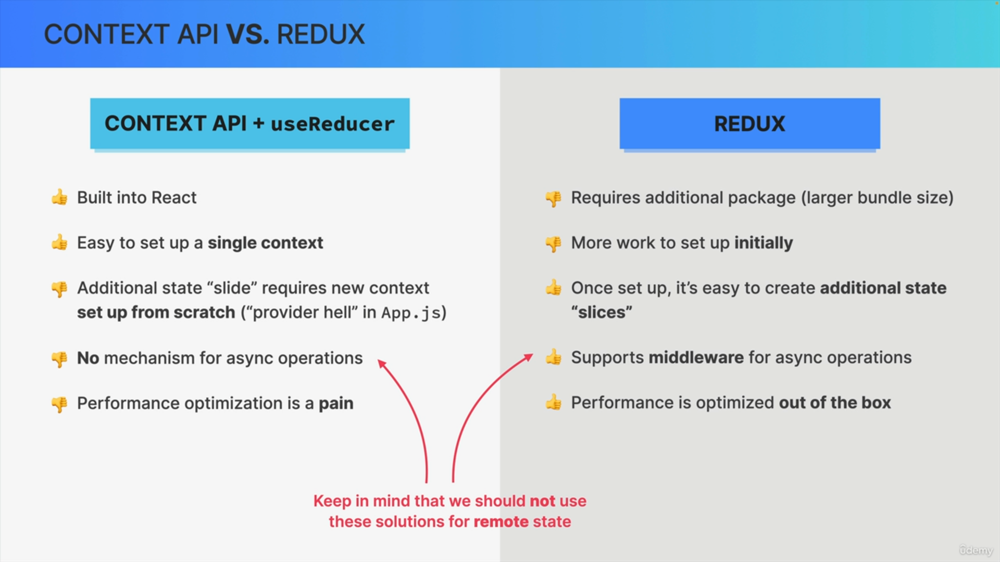 CONTEXT API VS. REDUX
CONTEXT API + useReducer
👍 Built into React
👍 Easy to set up a single context
👎 Additional state “slide” requires new context
set up from scratch (“provider hell” in App.js)
👎 No mechanism for async operations
👎 Performance optimization is a pain
REDUX
👎 Requires additional package (larger bundle size)
👎 More work to set up initially
👍 Once set up, it’s easy to create additional state
“slices”
👍 Supports middleware for async operations
👍 Performance is optimized out of the box
Keep in mind that we should not use
these solutions for remote state
ûdemy